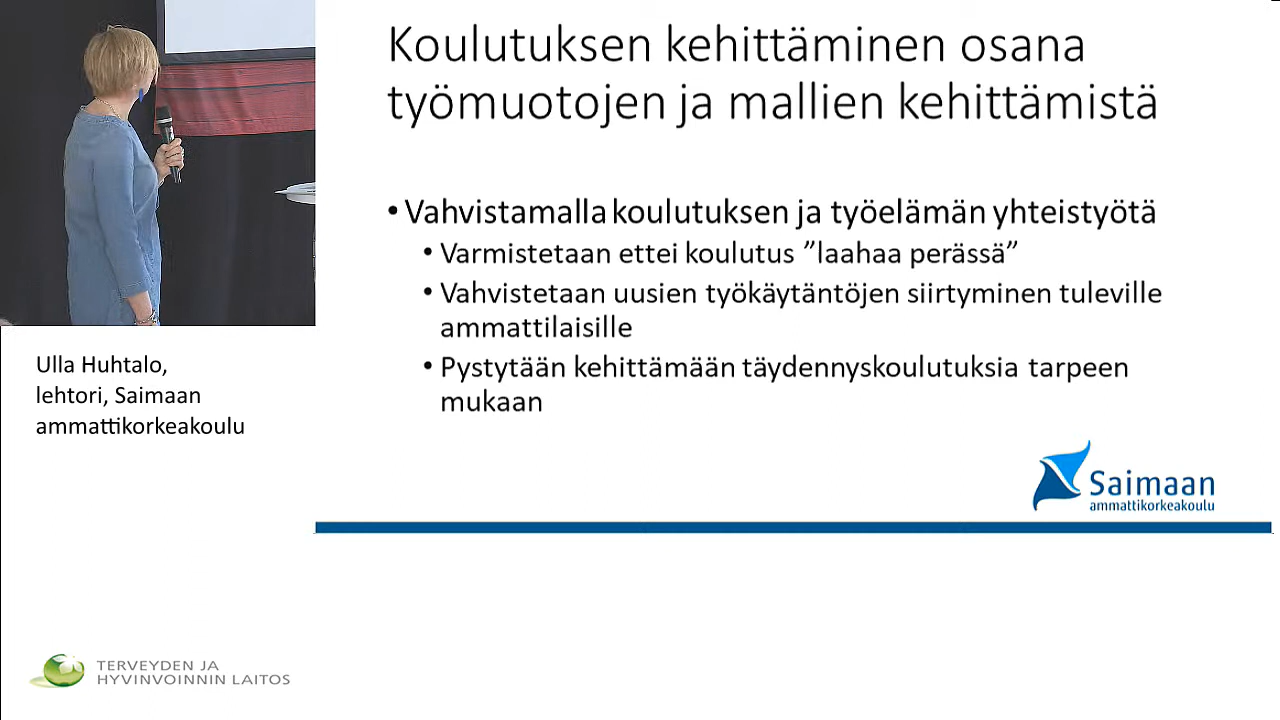 Koulutuksen kehittäminen osana
työmuotojen ja mallien kehittämistä
• Vahvistamalla koulutuksen ja työelämän yhteistyötä
• Varmistetaan ettei koulutus ”laahaa perässä”
• Vahvistetaan uusien työkäytäntöjen siirtyminen tuleville
ammattilaisille
• Pystytään kehittämään täydennyskoulutuksia tarpeen
mukaan
Saimaan
ammattikorkeakoulu
Ulla Huhtalo,
lehtori, Saimaan
ammattikorkeakoulu
TERVEYDEN JA
HYVINVOINNIN LAITOS